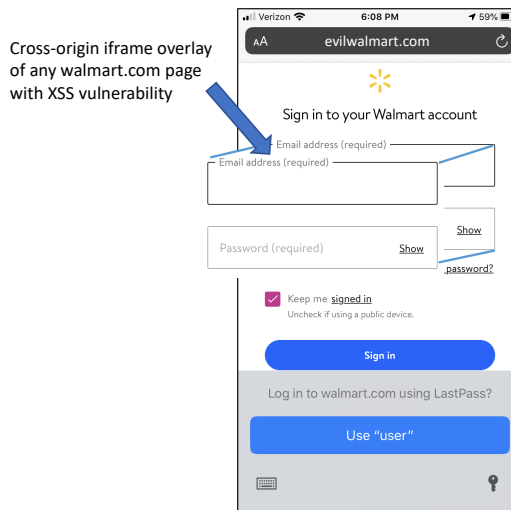 Verizon 6:08 PM 59%
AA evilwalmart.com
Cross-origin iframe overlay
of any walmart.com page
with XSS vulnerability
Sign in to your Walmart account
Email address (required)
Email address (required)
Show
Password (required) Show
password?
Keep me signed in
Uncheck if using a public device.
Sign in
Log in to walmart.com using LastPass?
Use “user”